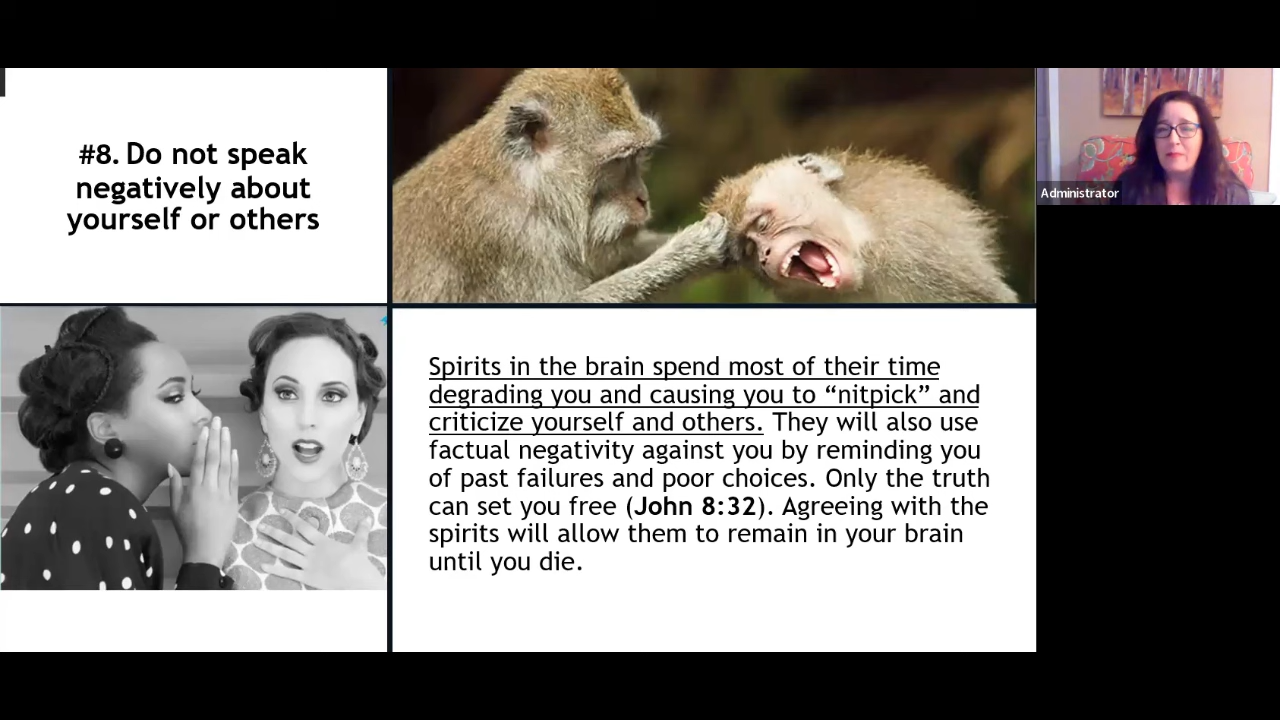 #8. Do not speak
negatively about
yourself or others
Spirits in the brain spend most of their time
degrading you and causing you to “nitpick” and
criticize yourself and others. They will also use
factual negativity against you by reminding you
of past failures and poor choices. Only the truth
can set you free (John 8:32). Agreeing with the
spirits will allow them to remain in your brain
until you die.
Administrator